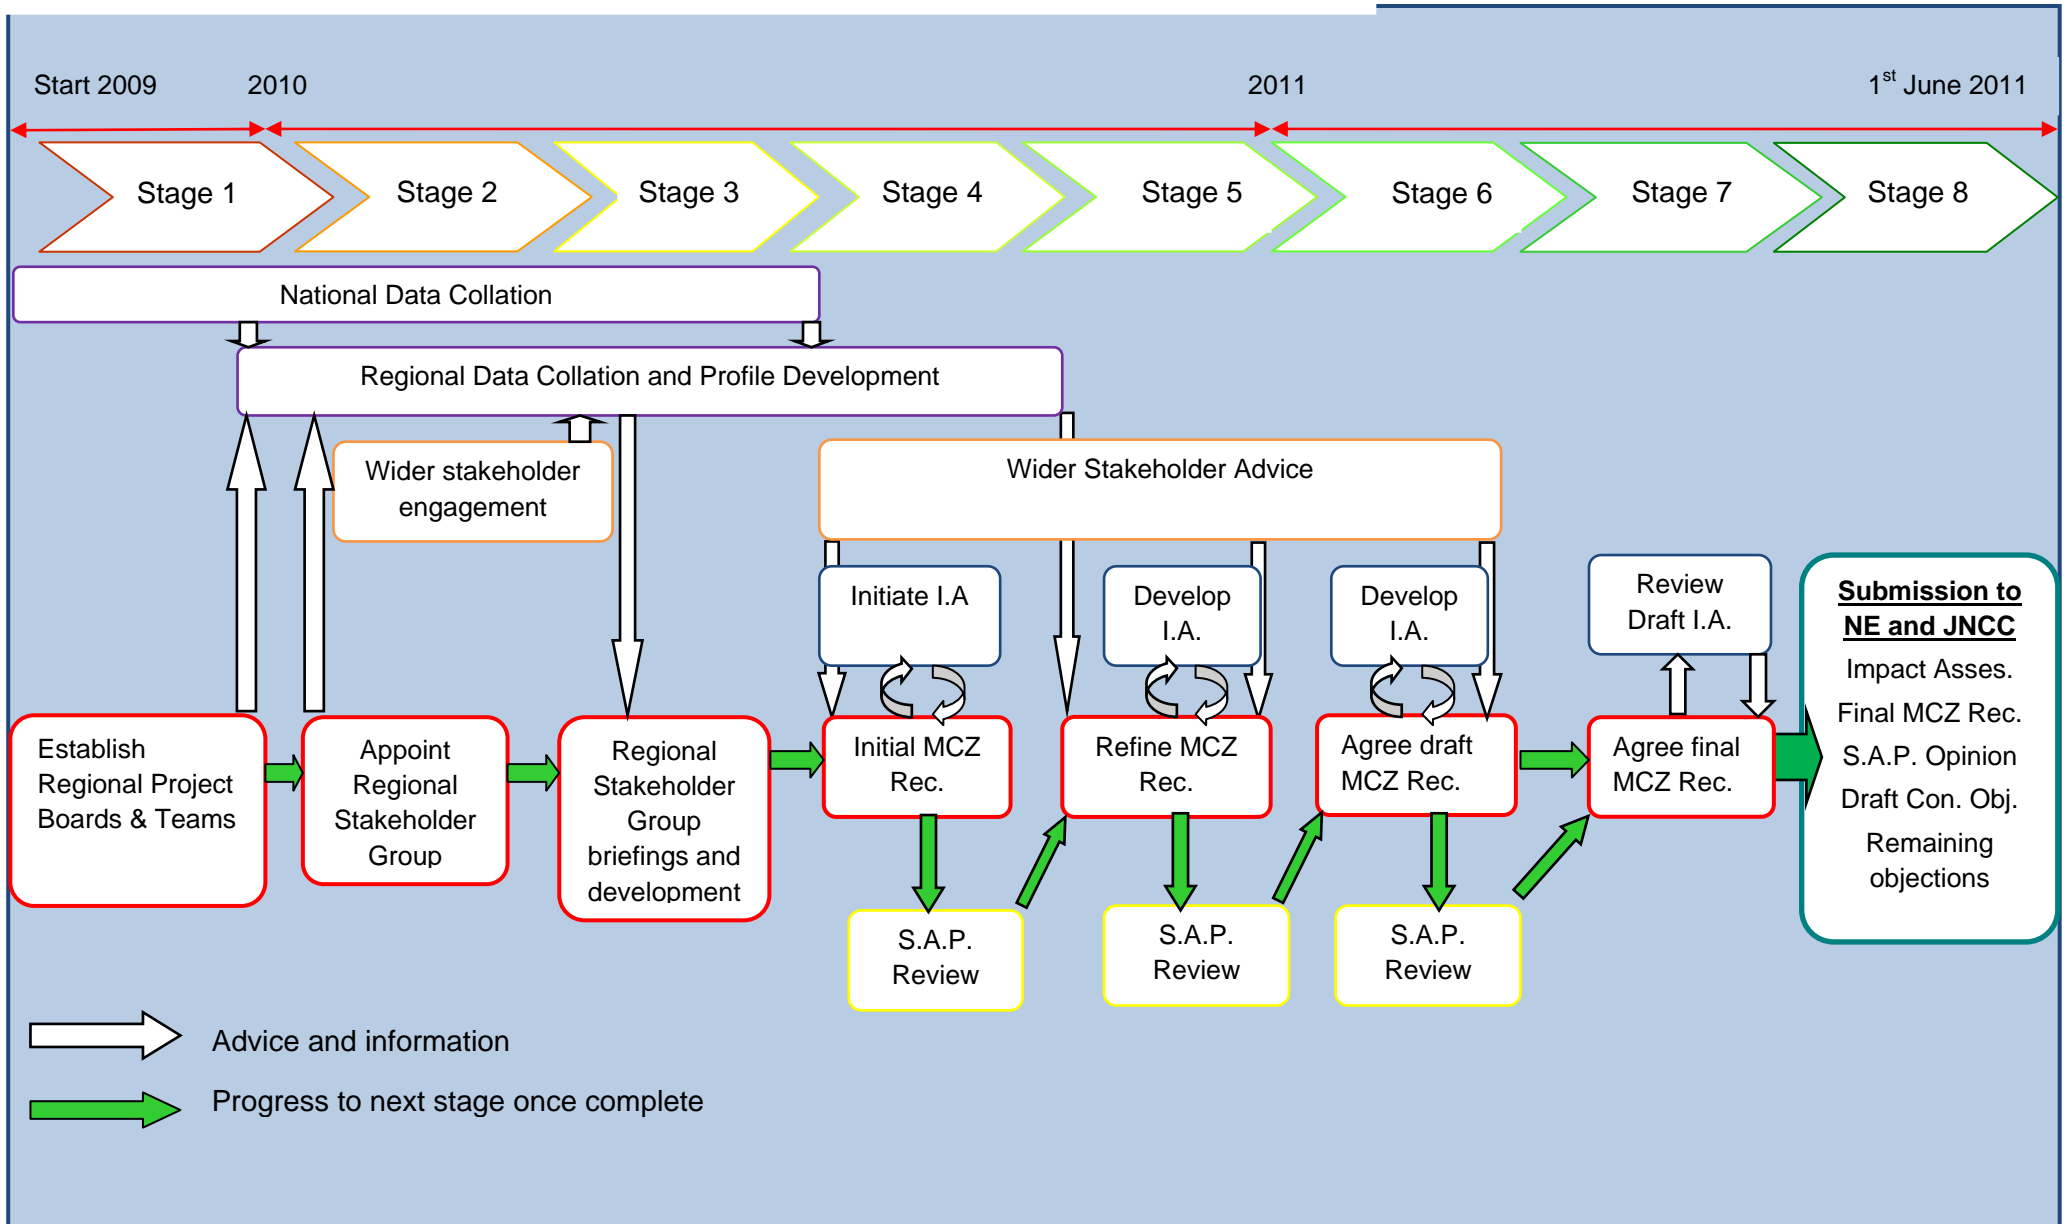 Start 2009
2010
2011
1st June 2011
Stage 1
Stage 2
Stage 3
Stage 4
Stage 5
Stage 6
Stage 7
Stage 8
National Data Collation
Regional Data Collation and Profile Development
Wider stakeholder
engagement
Wider Stakeholder Advice
Initiate I.A
Develop
I.A.
Develop
I.A.
Review
Draft I.A.
Establish
Regional Project
Boards & Teams
Appoint
Regional
Stakeholder
Group
Regional
Stakeholder
Group
briefings and
development
Initial MCZ
Rec.
Refine MCZ
Rec.
Agree draft
MCZ Rec.
Agree final
MCZ Rec.
Submission to
NE and JNCC
Impact Asses.
Final MCZ Rec.
S.A.P. Opinion
Draft Con. Obj.
Remaining
objections
S.A.P.
Review
S.A.P.
Review
S.A.P.
Review
Advice and information
Progress to next stage once complete